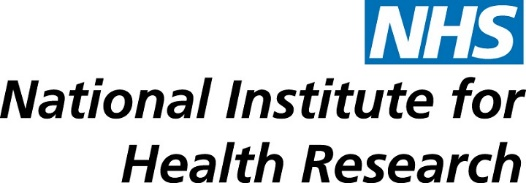 NHS
National Institute for
Health Research